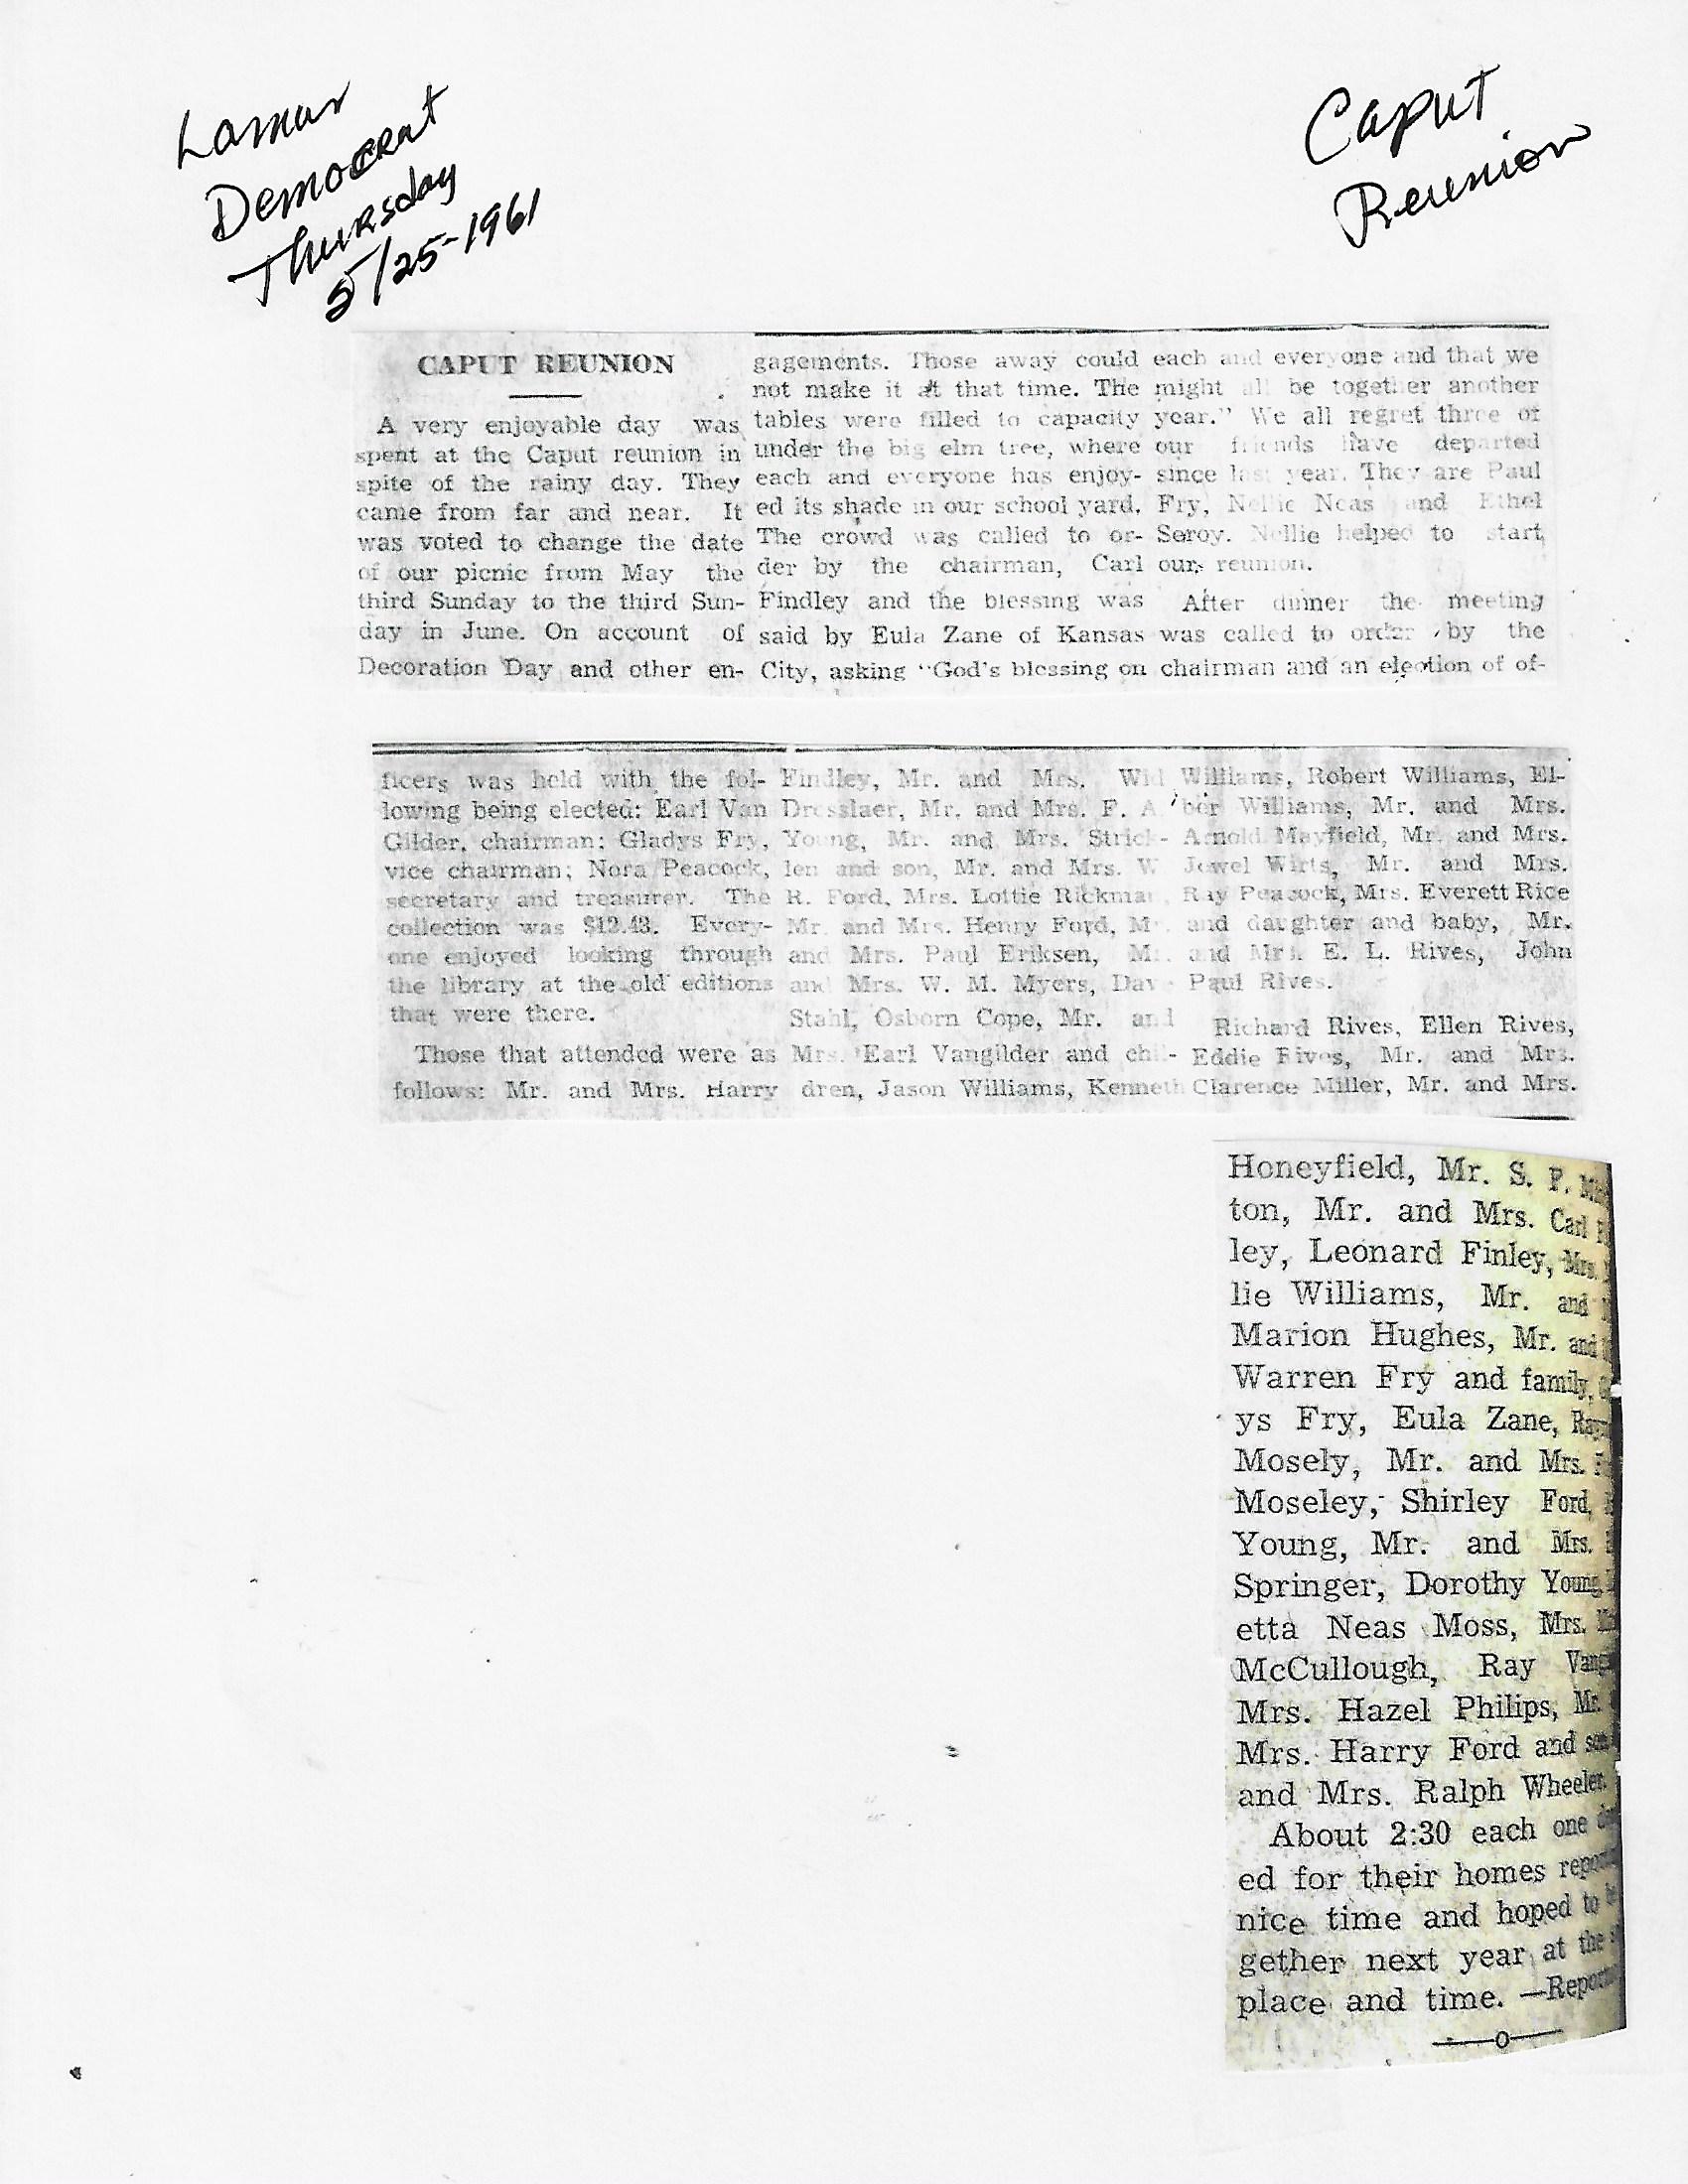 Lamar
Democrat
Thursday
5/25-1961
Caput
Reunion
CAPUT REUNION
A very enjoyable day was
spent at the Caput reunion in
spite of the rainy day. They
came from far and near. It
was voted to change the date
of our picnic from May the
third Sunday to the third Sun-
day in June. On account of
Decoration Day and other en-
gagements. Those away could
not make it at that time. The
tables were filled to capacity
under the big elm tree, where
each and everyone has enjoy-
ed its shade in our school yard.
The crowd was called to or-
der by the chairman, Carl
Findley and the blessing was
said by Eula Zane of Kansas
City, asking "God's blessing on
each and everyone and that we
might all be together another
year." We all regret three of
our friends have departed
since last year. They are Paul
Fry, Nellie Neas and Ethel
Seroy. Nellie helped to start
our reunion.
After dinner the meeting
was called to order by the
chairman and an election of of-
ficers was held with the fol-
lowing being elected: Earl Van
Gilder, chairman; Gladys Fry,
vice chairman; Nora Peacock,
secretary and treasurer. The
collection was $12.43. Every-
one enjoyed looking through
the library at the old editions
that were there.
Those that attended were as
follows: Mr. and Mrs. Harry
Findley, Mr. and Mrs.
Dresslaer, Mr. and Mrs. F. A
Young, Mr. and Mrs. Strick-
len and son, Mr. and Mrs. W
R. Ford, Mrs. Lottie Rickma
Mr. and Mrs. Henry Ford, M
and Mrs. Paul Eriksen, M
and Mrs. W. M. Myers, Dave
Stahl, Osborn Cope, Mr. and
Mrs. Earl Vangilder and chil-
dren, Jason Williams, Kenneth
Williams, Robert Williams, El-
ber Williams, Mr. and Mrs.
Arnold Mayfield, Mr. and Mrs.
Jewel Wirts, Mr. and Mrs.
Ray Peacock, Mrs. Everett Rice
and daughter and baby, Mr.
and Mrs. E. L. Rives, John
Paul Rives.
Richard Rives, Ellen Rives,
Eddie Rives, Mr. and Mrs.
Clarence Miller, Mr. and Mrs.
Honeyfield, Mr. S. P.
ton, Mr. and Mrs. Carl
ley, Leonard Finley, Mrs.
lie Williams, Mr. and
Marion Hughes, Mr. and
Warren Fry and family,
ys Fry, Eula Zane,
Mosely, Mr. and Mrs.
Moseley, Shirley Ford,
Young, Mr. and Mrs.
Springer, Dorothy Young,
etta Neas Moss, Mrs.
McCullough, Ray
Mrs. Hazel Philips, Mr.
Mrs. Harry Ford and
and Mrs. Ralph Wheeler.
About 2:30 each one
ed for their homes
nice time and hoped to
gether next year at the
place and time. —